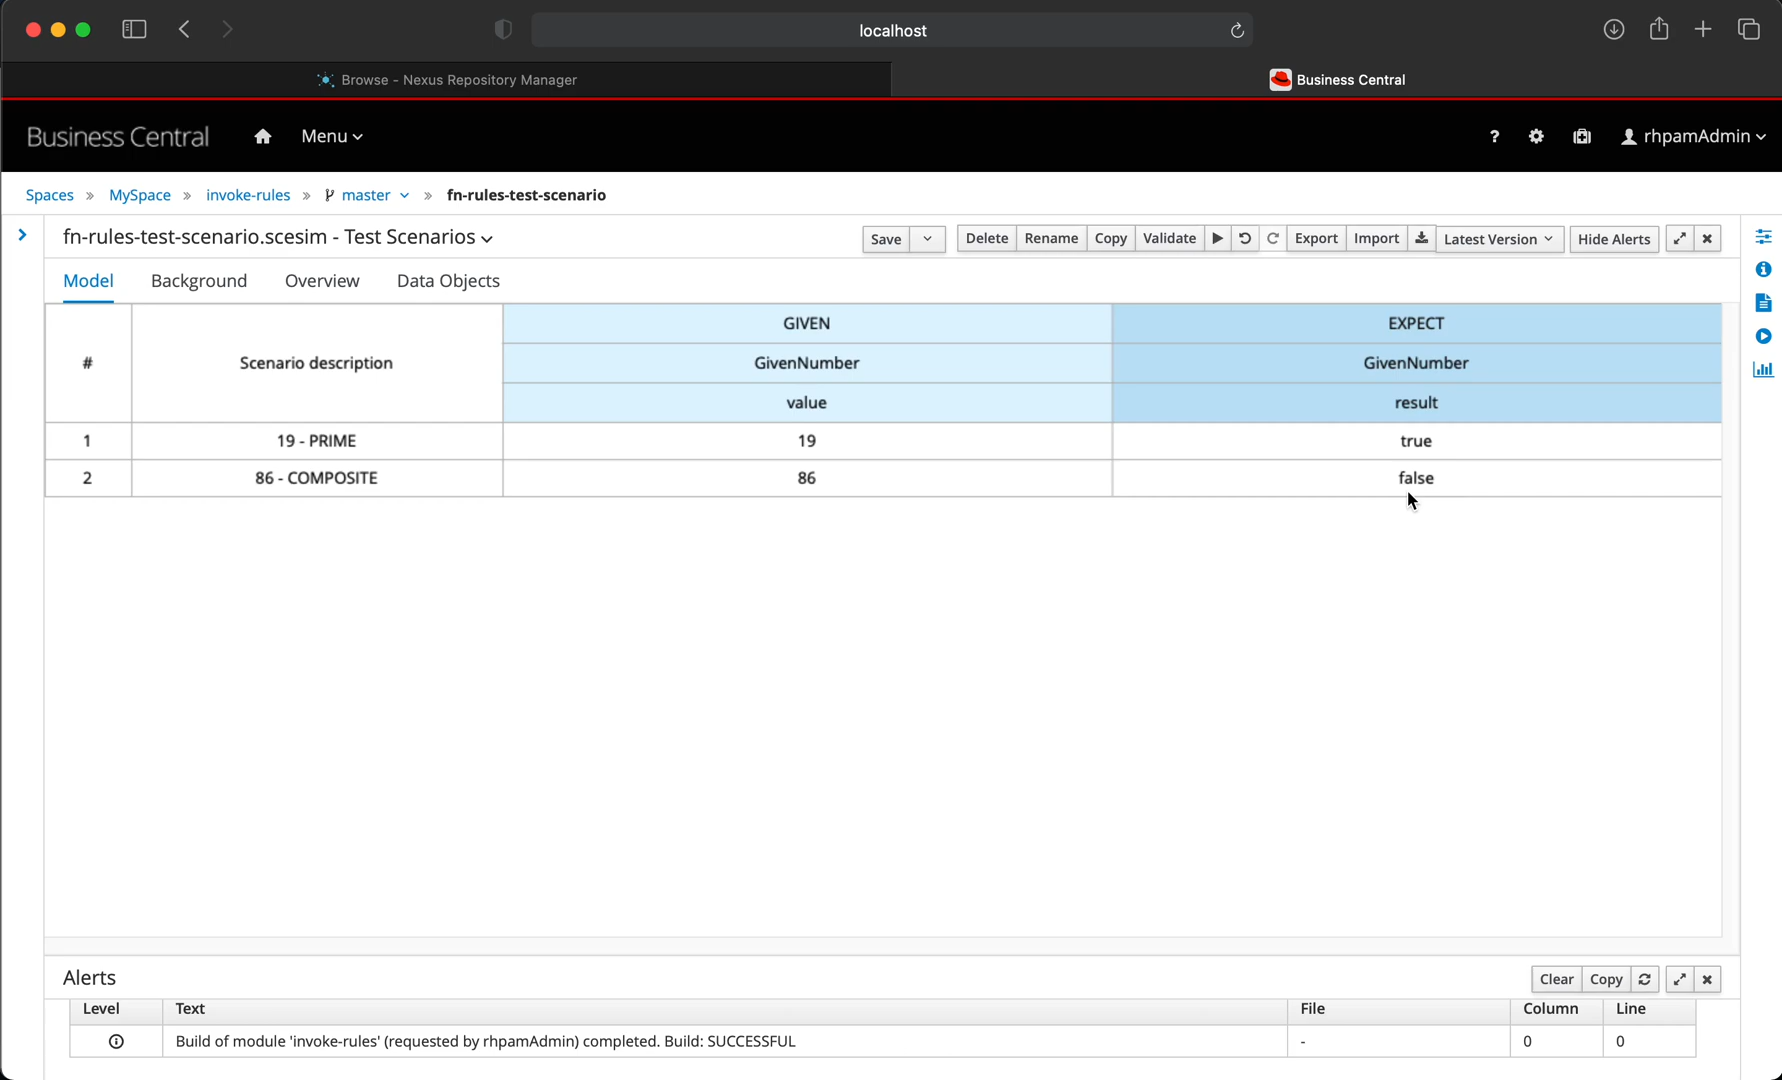 localhost
Browse - Nexus Repository Manager
Business Central
Business Central
Menu
? rhpamAdmin
Spaces » MySpace » invoke-rules » master » fn-rules-test-scenario
fn-rules-test-scenario.scesim - Test Scenarios
Save Delete Rename Copy Validate Export Import Latest Version Hide Alerts
Model Background Overview Data Objects
# Scenario description GIVEN EXPECT
GivenNumber GivenNumber
value result
1 19 - PRIME 19 true
2 86 - COMPOSITE 86 false
Alerts
Clear Copy
Level Text File Column Line
Build of module 'invoke-rules' (requested by rhpamAdmin) completed. Build: SUCCESSFUL - 0 0